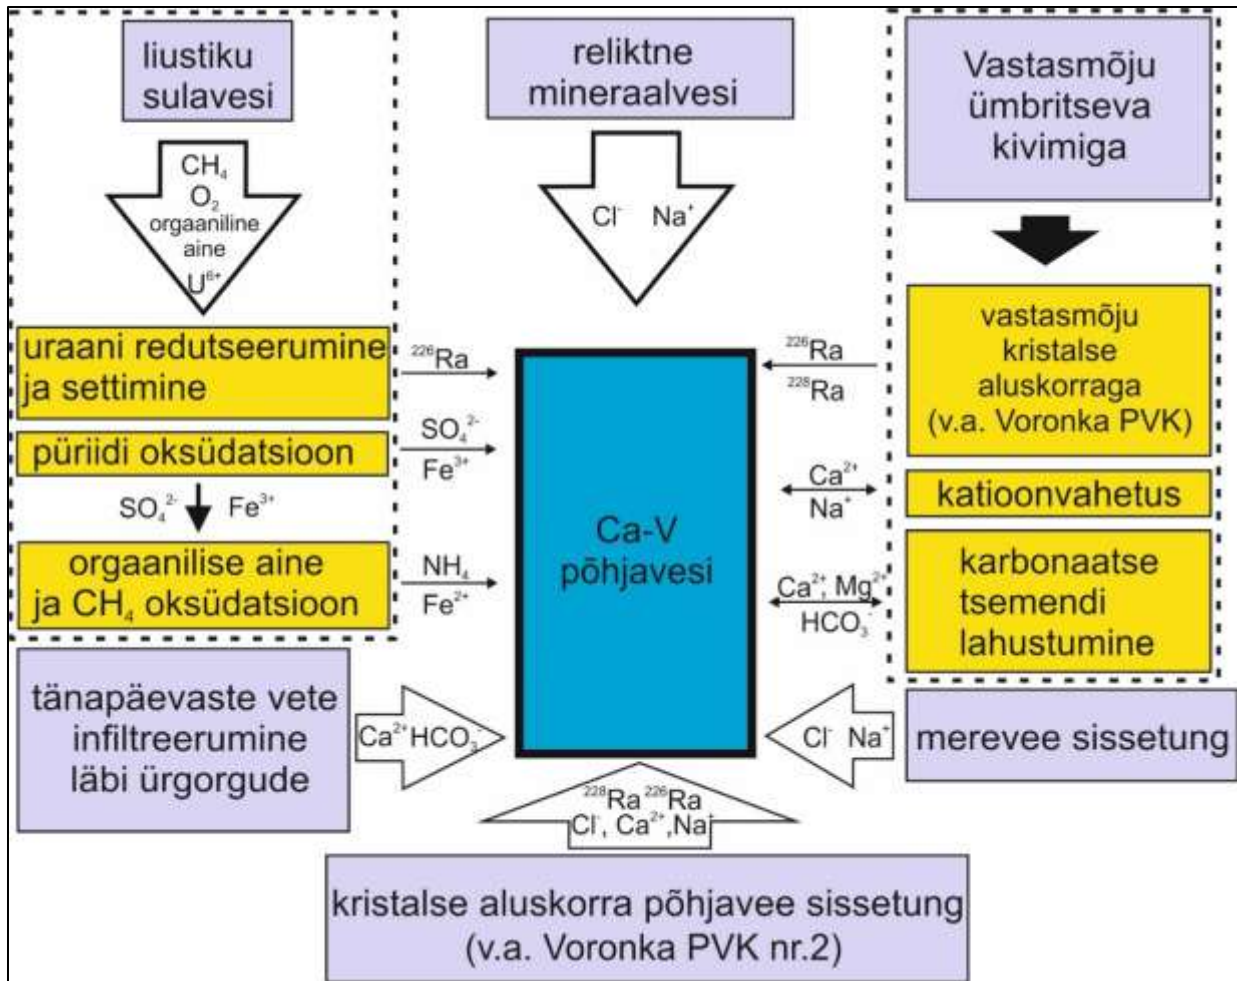 liustiku
sulavesi
CH₄
O₂
orgaaniline
aine
U⁶⁺
uraani redutseerumine
ja settimine
²²⁶Ra
püriidi oksüdatsioon
SO₄²⁻
Fe³⁺
SO₄²⁻ Fe³⁺
orgaanilise aine
ja CH₄ oksüdatsioon
NH₄
Fe²⁺
tänapäevaste vete
infiltreerumine
läbi ürgorgude
Ca²⁺HCO₃⁻
reliktne
mineraalvesi
Cl⁻ Na⁺
Ca-V
põhjavesi
Vastasmõju
ümbritseva
kivimiga
vastasmõju
kristalse
aluskorraga
(v.a. Voronka PVK)
²²⁶Ra
²²⁸Ra
katioonvahetus
Ca²⁺
Na⁺
karbonaatse
tsemendi
lahustumine
Ca²⁺, Mg²⁺
HCO₃⁻
merevee sissetung
Cl⁻ Na⁺
²²⁸Ra ²²⁶Ra
Cl⁻, Ca²⁺,Na⁺
kristalse aluskorra põhjavee sissetung
(v.a. Voronka PVK nr.2)